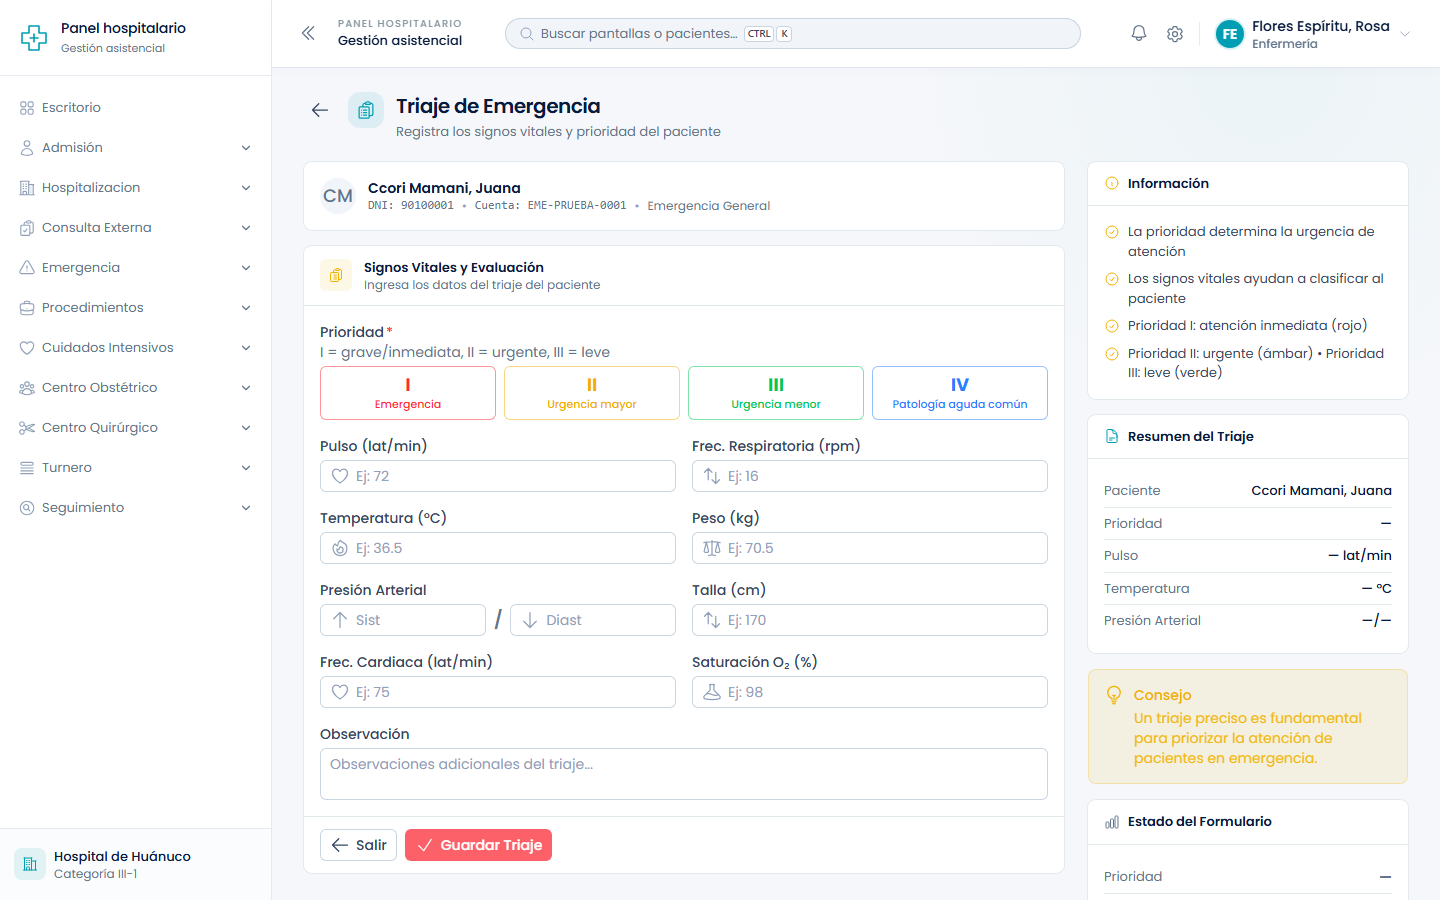 Panel hospitalario
Gestión asistencial
Escritorio
Admisión
Hospitalizacion
Consulta Externa
Emergencia
Procedimientos
Cuidados Intensivos
Centro Obstétrico
Centro Quirúrgico
Turnero
Seguimiento
Hospital de Huánuco
Categoría III-1
PANEL HOSPITALARIO
Gestión asistencial
Buscar pantallas o pacientes... CTRL K
FE
Flores Espíritu, Rosa
Enfermería
Triaje de Emergencia
Registra los signos vitales y prioridad del paciente
CM
Ccori Mamani, Juana
DNI: 90100001 • Cuenta: EME-PRUEBA-0001 • Emergencia General
Signos Vitales y Evaluación
Ingresa los datos del triaje del paciente
Prioridad *
I = grave/inmediata, II = urgente, III = leve
I
Emergencia
II
Urgencia mayor
III
Urgencia menor
IV
Patología aguda común
Pulso (lat/min)
Ej: 72
Frec. Respiratoria (rpm)
Ej: 16
Temperatura (°C)
Ej: 36.5
Peso (kg)
Ej: 70.5
Presión Arterial
Sist / Diast
Talla (cm)
Ej: 170
Frec. Cardiaca (lat/min)
Ej: 75
Saturación O₂ (%)
Ej: 98
Observación
Observaciones adicionales del triaje...
Salir
Guardar Triaje
Información
La prioridad determina la urgencia de
atención
Los signos vitales ayudan a clasificar al
paciente
Prioridad I: atención inmediata (rojo)
Prioridad II: urgente (ámbar) • Prioridad
III: leve (verde)
Resumen del Triaje
Paciente Ccori Mamani, Juana
Prioridad —
Pulso — lat/min
Temperatura — °C
Presión Arterial —/—
Consejo
Un triaje preciso es fundamental
para priorizar la atención de
pacientes en emergencia.
Estado del Formulario
Prioridad —